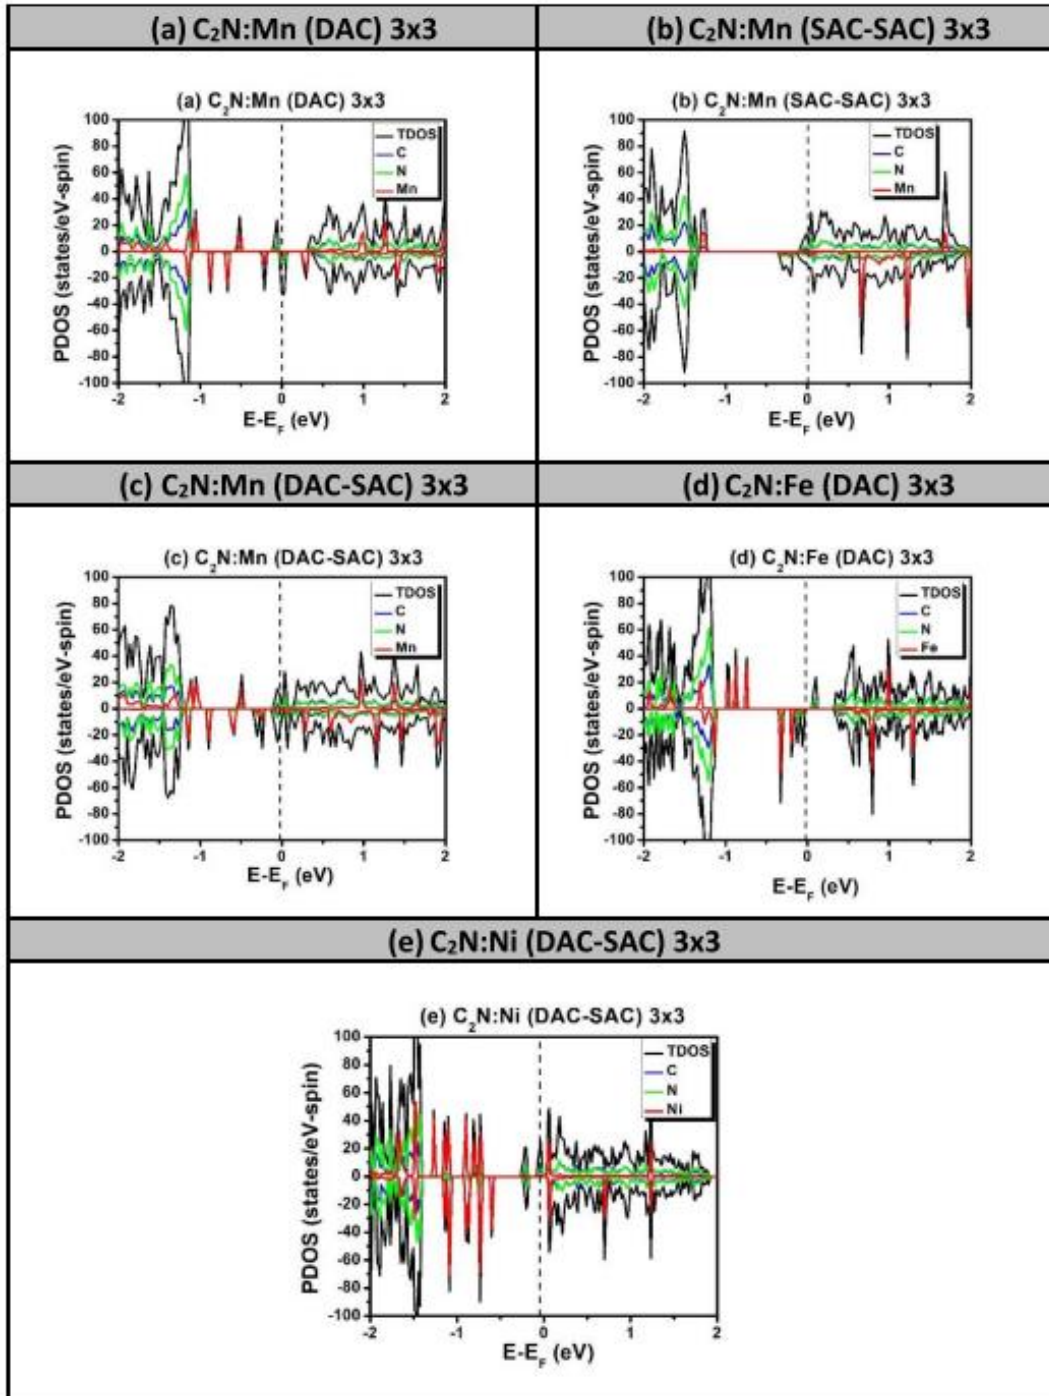 (a) C₂N:Mn (DAC) 3x3
(b) C₂N:Mn (SAC-SAC) 3x3
(a) C₂N:Mn (DAC) 3x3
PDOS (states/eV-spin)
100
80
60
40
20
0
-20
-40
-60
-80
-100
TDOS
C
N
Mn
-2 -1 0 1 2
E-E_F (eV)
(b) C₂N:Mn (SAC-SAC) 3x3
PDOS (states/eV-spin)
100
80
60
40
20
0
-20
-40
-60
-80
-100
TDOS
C
N
Mn
-2 -1 0 1 2
E-E_F (eV)
(c) C₂N:Mn (DAC-SAC) 3x3
(d) C₂N:Fe (DAC) 3x3
(c) C₂N:Mn (DAC-SAC) 3x3
PDOS (states/eV-spin)
100
80
60
40
20
0
-20
-40
-60
-80
-100
TDOS
C
N
Mn
-2 -1 0 1 2
E-E_F (eV)
(d) C₂N:Fe (DAC) 3x3
PDOS (states/eV-spin)
100
80
60
40
20
0
-20
-40
-60
-80
-100
TDOS
C
N
Fe
-2 -1 0 1 2
E-E_F (eV)
(e) C₂N:Ni (DAC-SAC) 3x3
(e) C₂N:Ni (DAC-SAC) 3x3
PDOS (states/eV-spin)
100
80
60
40
20
0
-20
-40
-60
-80
-100
TDOS
C
N
Ni
-2 -1 0 1 2
E-E_F (eV)